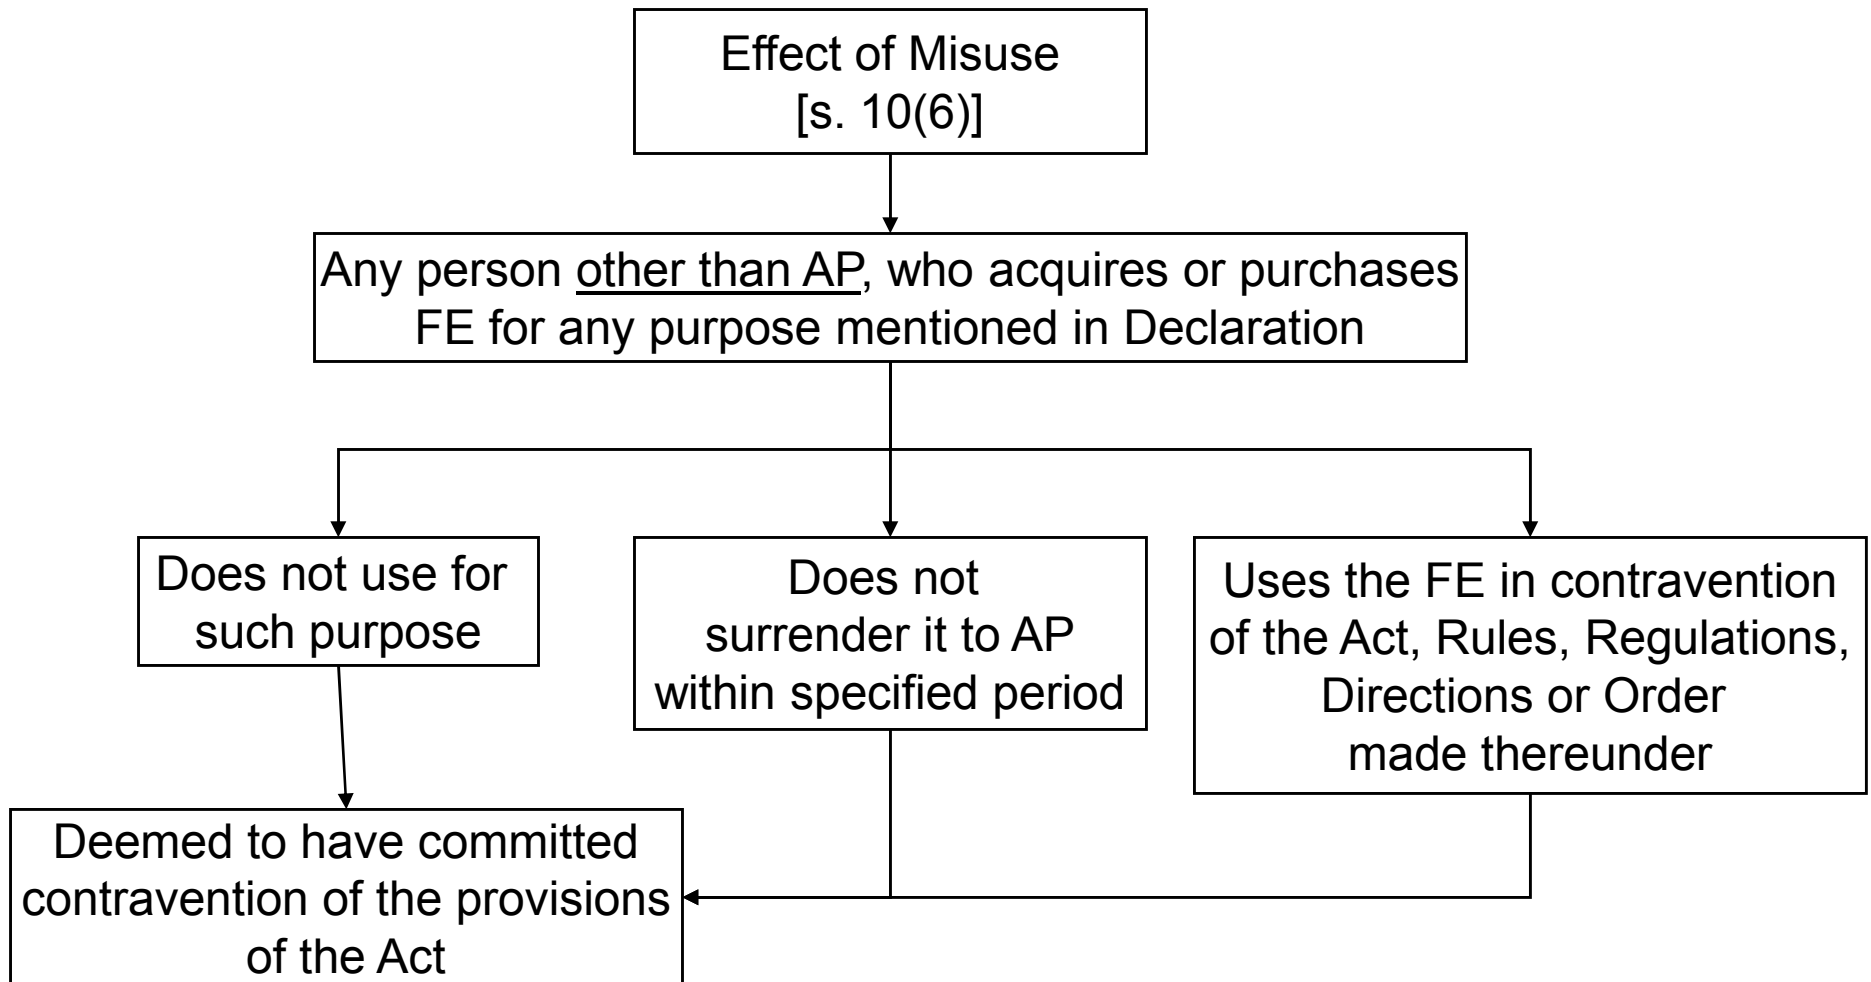 Effect of Misuse
[s. 10(6)]
Any person other than AP, who acquires or purchases
FE for any purpose mentioned in Declaration
Does not use for
such purpose
Does not
surrender it to AP
within specified period
Uses the FE in contravention
of the Act, Rules, Regulations,
Directions or Order
made thereunder
Deemed to have committed
contravention of the provisions
of the Act